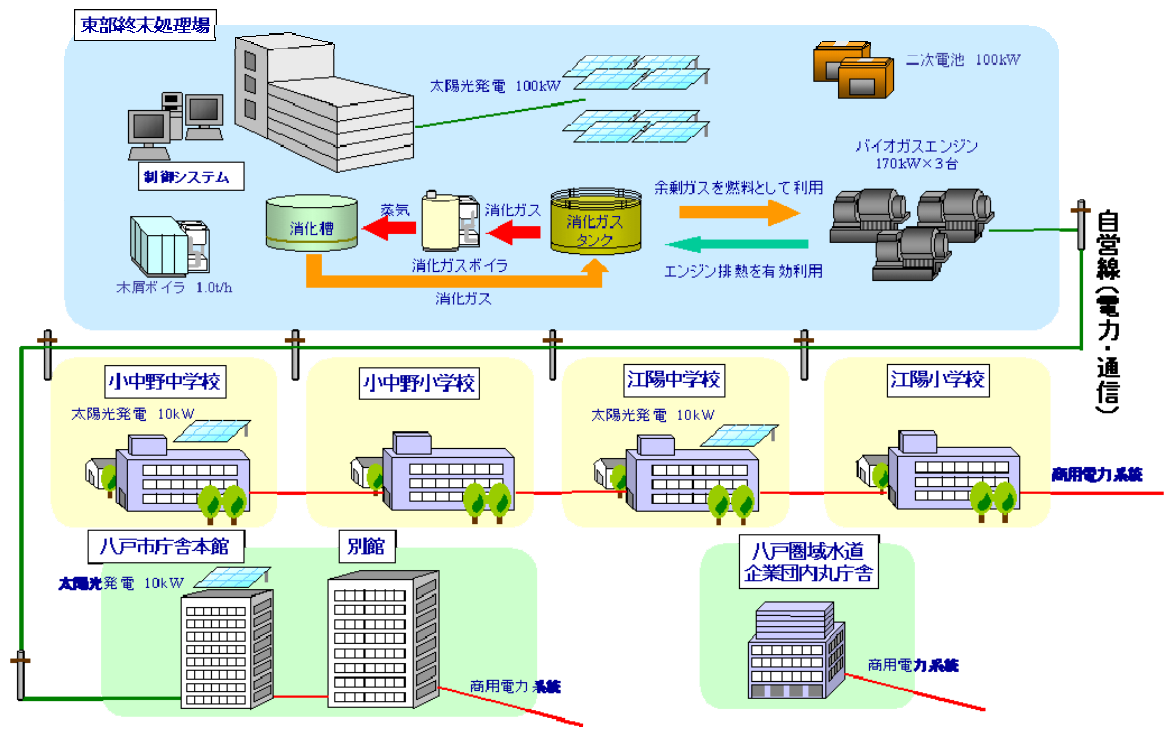 東部終末処理場
太陽光発電 100kW
二次電池 100kW
制御システム
バイオガスエンジン
170kW×3台
余剰ガスを燃料として利用
蒸気
消化ガス
消化槽
消化ガス
タンク
消化ガスボイラ
エンジン排熱を有効利用
木屑ボイラ 1.0t/h
消化ガス
自営線(電力・通信)
小中野中学校
小中野小学校
江陽中学校
江陽小学校
太陽光発電 10kW
太陽光発電 10kW
商用電力系統
八戸市庁舎本館
別館
八戸圏域水道
企業団内丸庁舎
太陽光発電 10kW
商用電力系統
商用電力系統